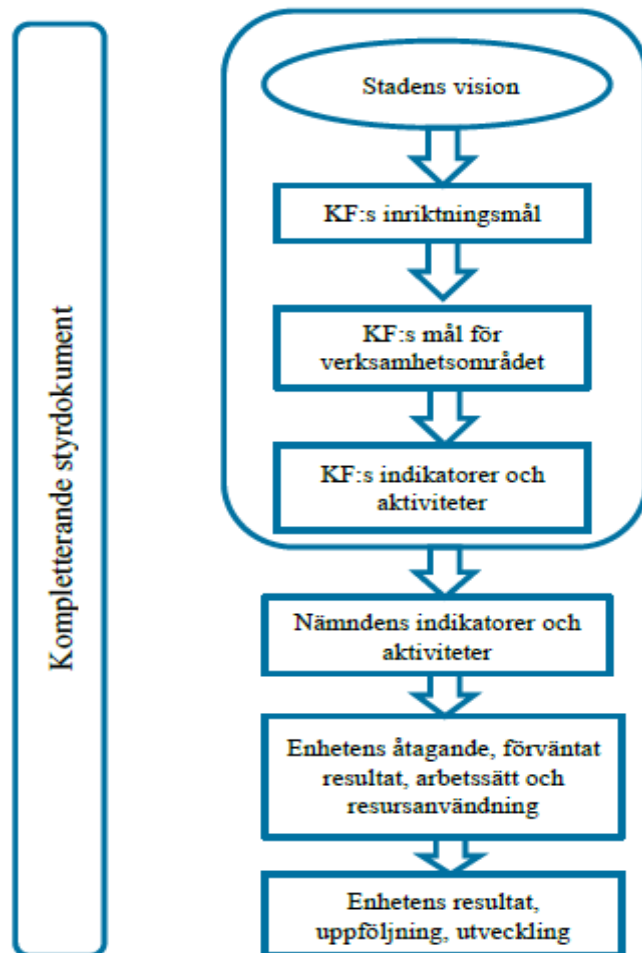 Kompletterande styrdokument
Stadens vision
KF:s inriktningsmål
KF:s mål för
verksamhetsområdet
KF:s indikatorer och
aktiviteter
Nämndens indikatorer och
aktiviteter
Enhetens åtagande, förväntat
resultat, arbetssätt och
resursanvändning
Enhetens resultat,
uppföljning, utveckling